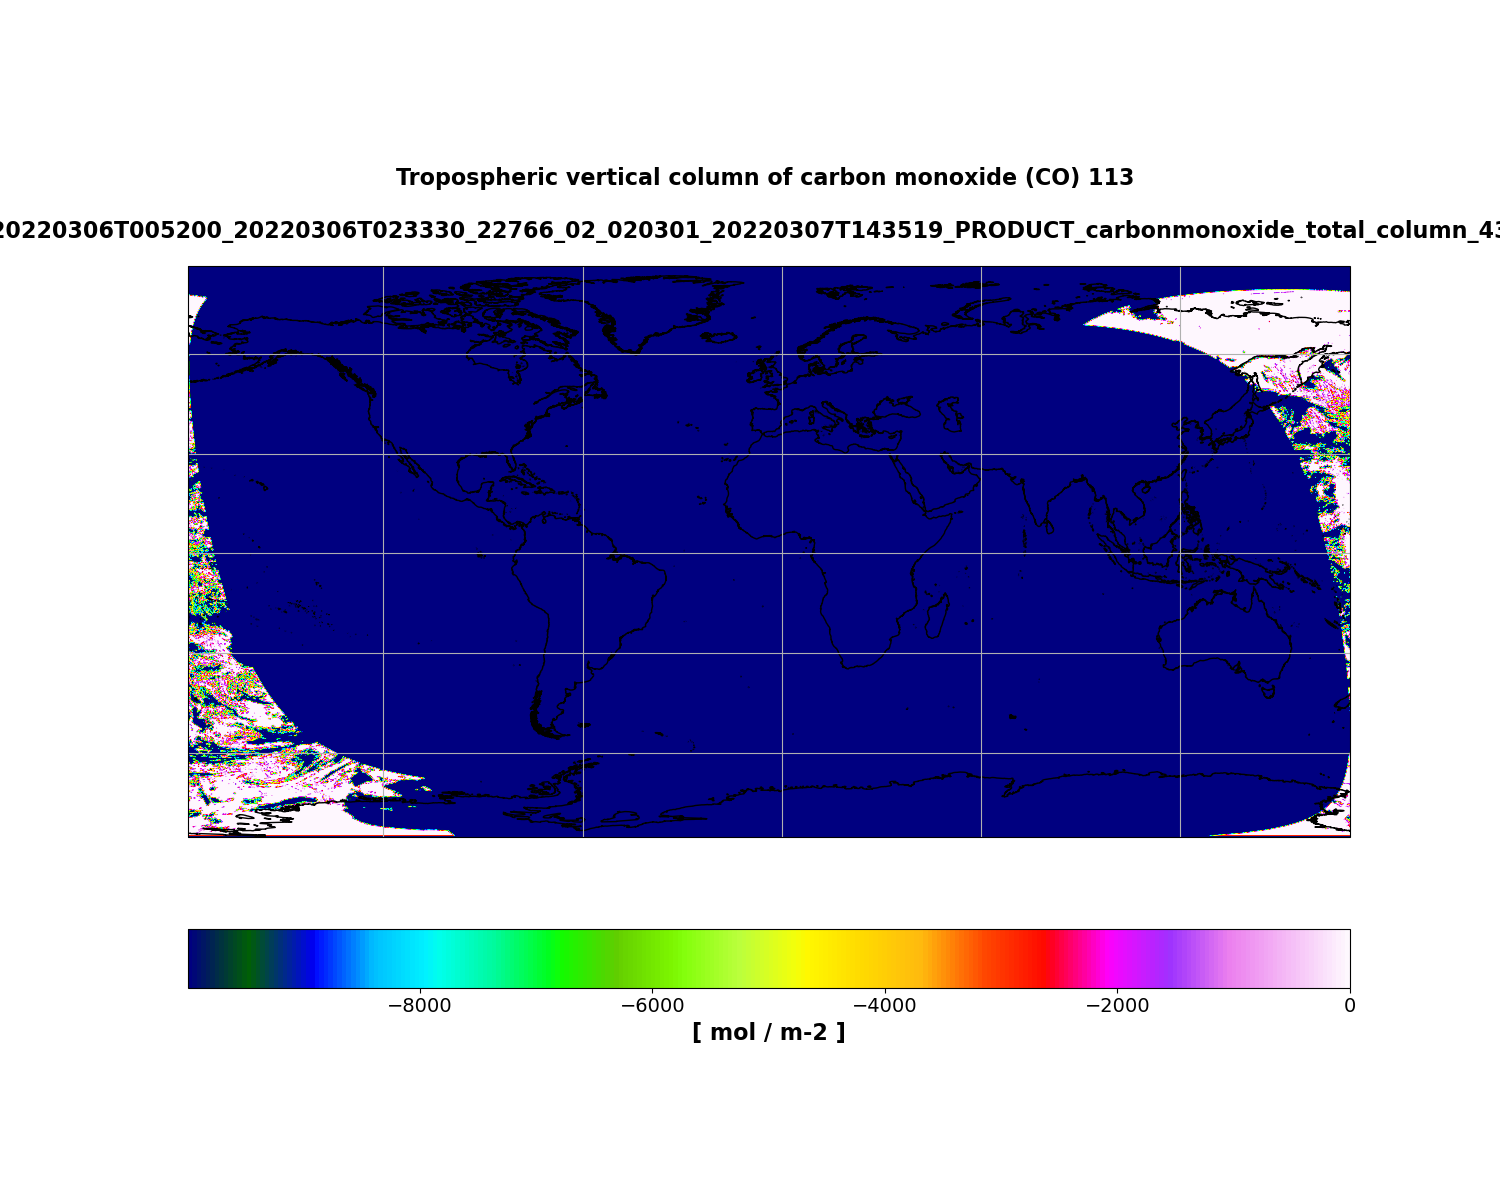 Tropospheric vertical column of carbon monoxide (CO) 113
20220306T005200_20220306T023330_22766_02_020301_20220307T143519_PRODUCT_carbonmonoxide_total_column_43
−8000 −6000 −4000 −2000 0
[ mol / m-2 ]